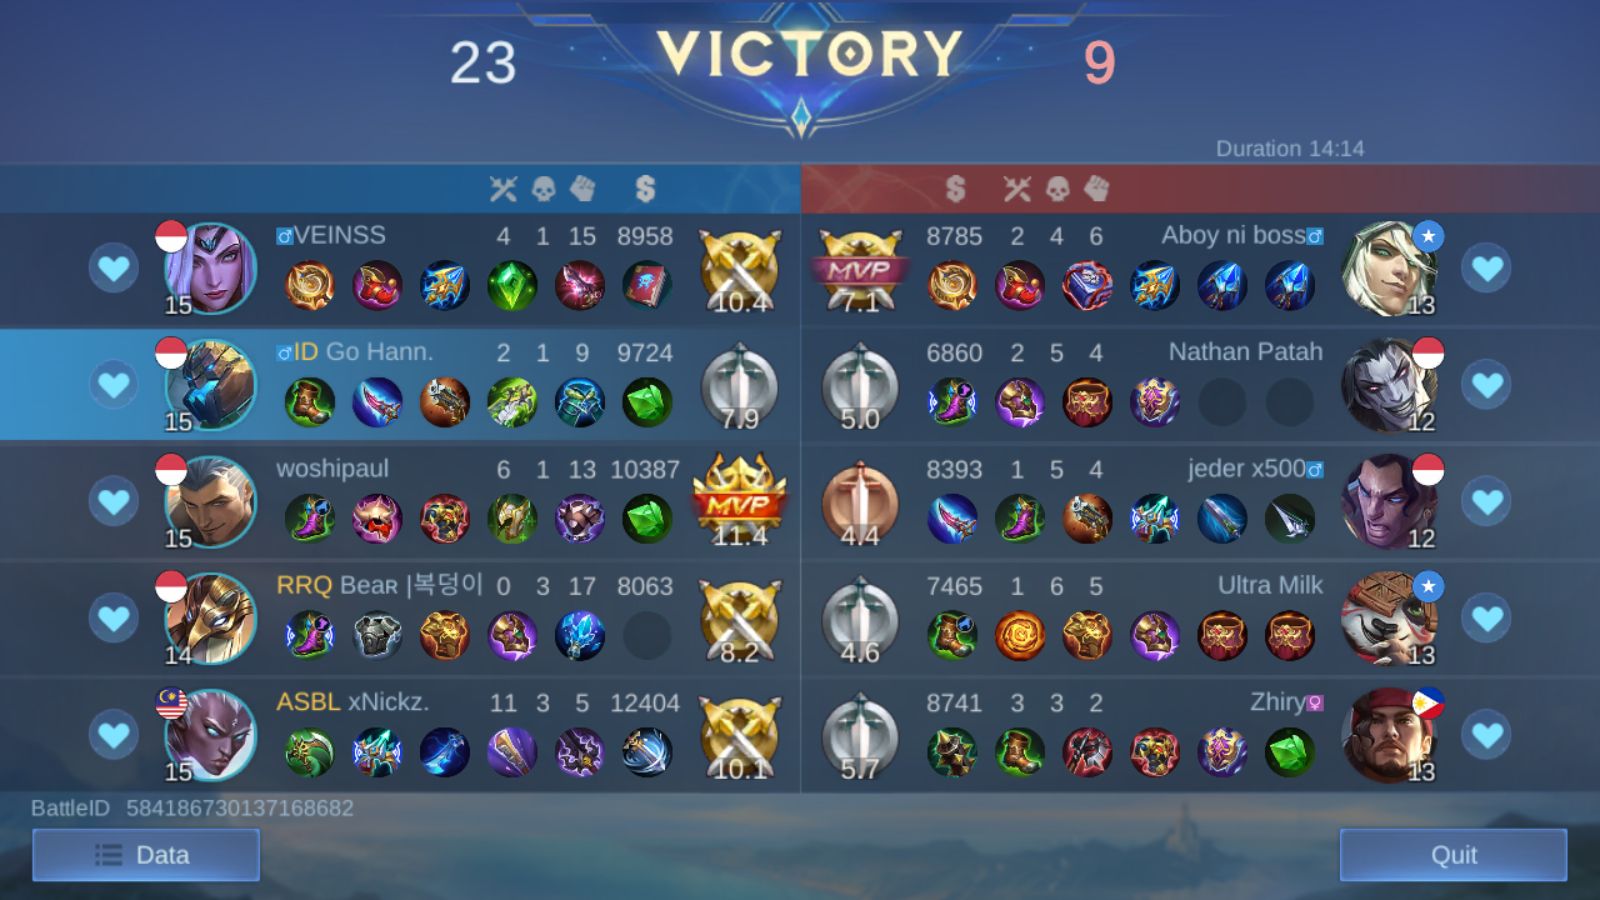 23 VICTORY 9
Duration 14:14
VEINSS 4 1 15 8958
15 10.4
MVP 7.1 8785 2 4 6 Aboy ni boss
13
ID Go Hann. 2 1 9 9724
15 7.9
5.0 6860 2 5 4 Nathan Patah
12
woshipaul 6 1 13 10387
15 MVP 11.4
4.4 8393 1 5 4 jeder x500
12
RRQ Bear |복덩이 0 3 17 8063
14 8.2
4.6 7465 1 6 5 Ultra Milk
13
ASBL xNickz. 11 3 5 12404
15 10.1
5.7 8741 3 3 2 Zhiry
13
BattleID 584186730137168682
Data
Quit